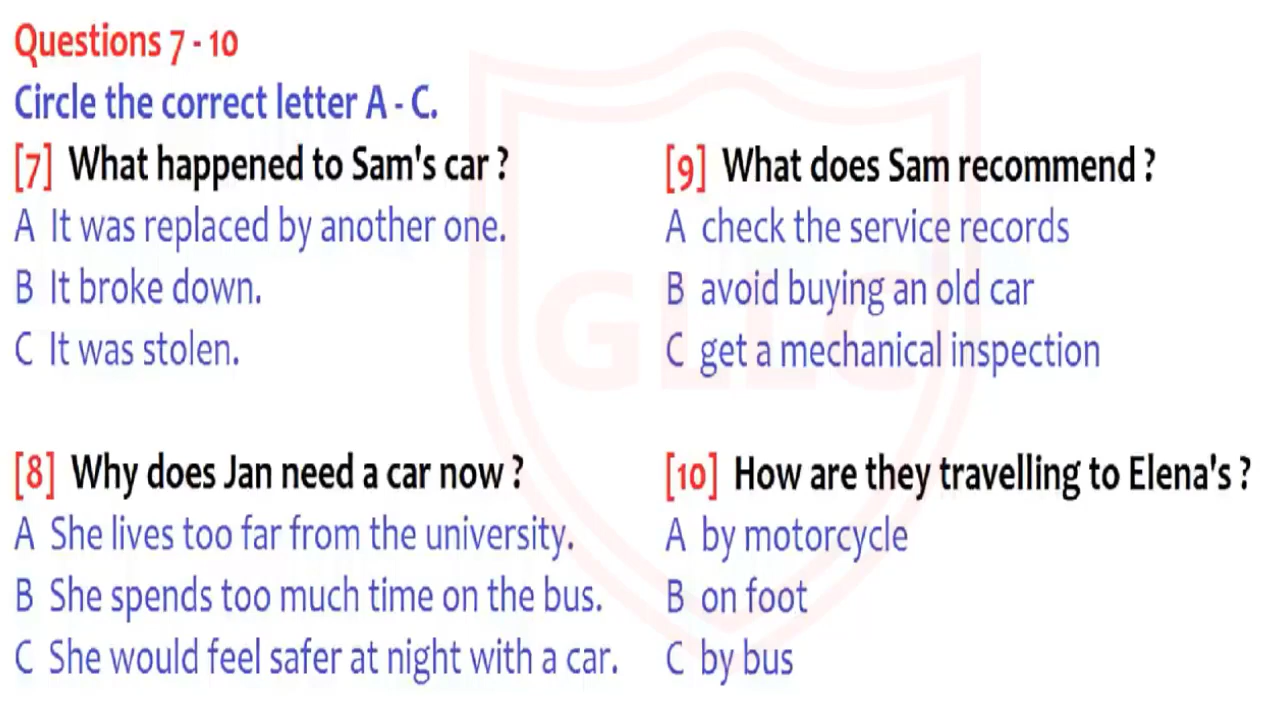 Questions 7 - 10
Circle the correct letter A - C.
[7] What happened to Sam's car ?
A It was replaced by another one.
B It broke down.
C It was stolen.
[8] Why does Jan need a car now ?
A She lives too far from the university.
B She spends too much time on the bus.
C She would feel safer at night with a car.
[9] What does Sam recommend ?
A check the service records
B avoid buying an old car
C get a mechanical inspection
[10] How are they travelling to Elena's ?
A by motorcycle
B on foot
C by bus
GLLC